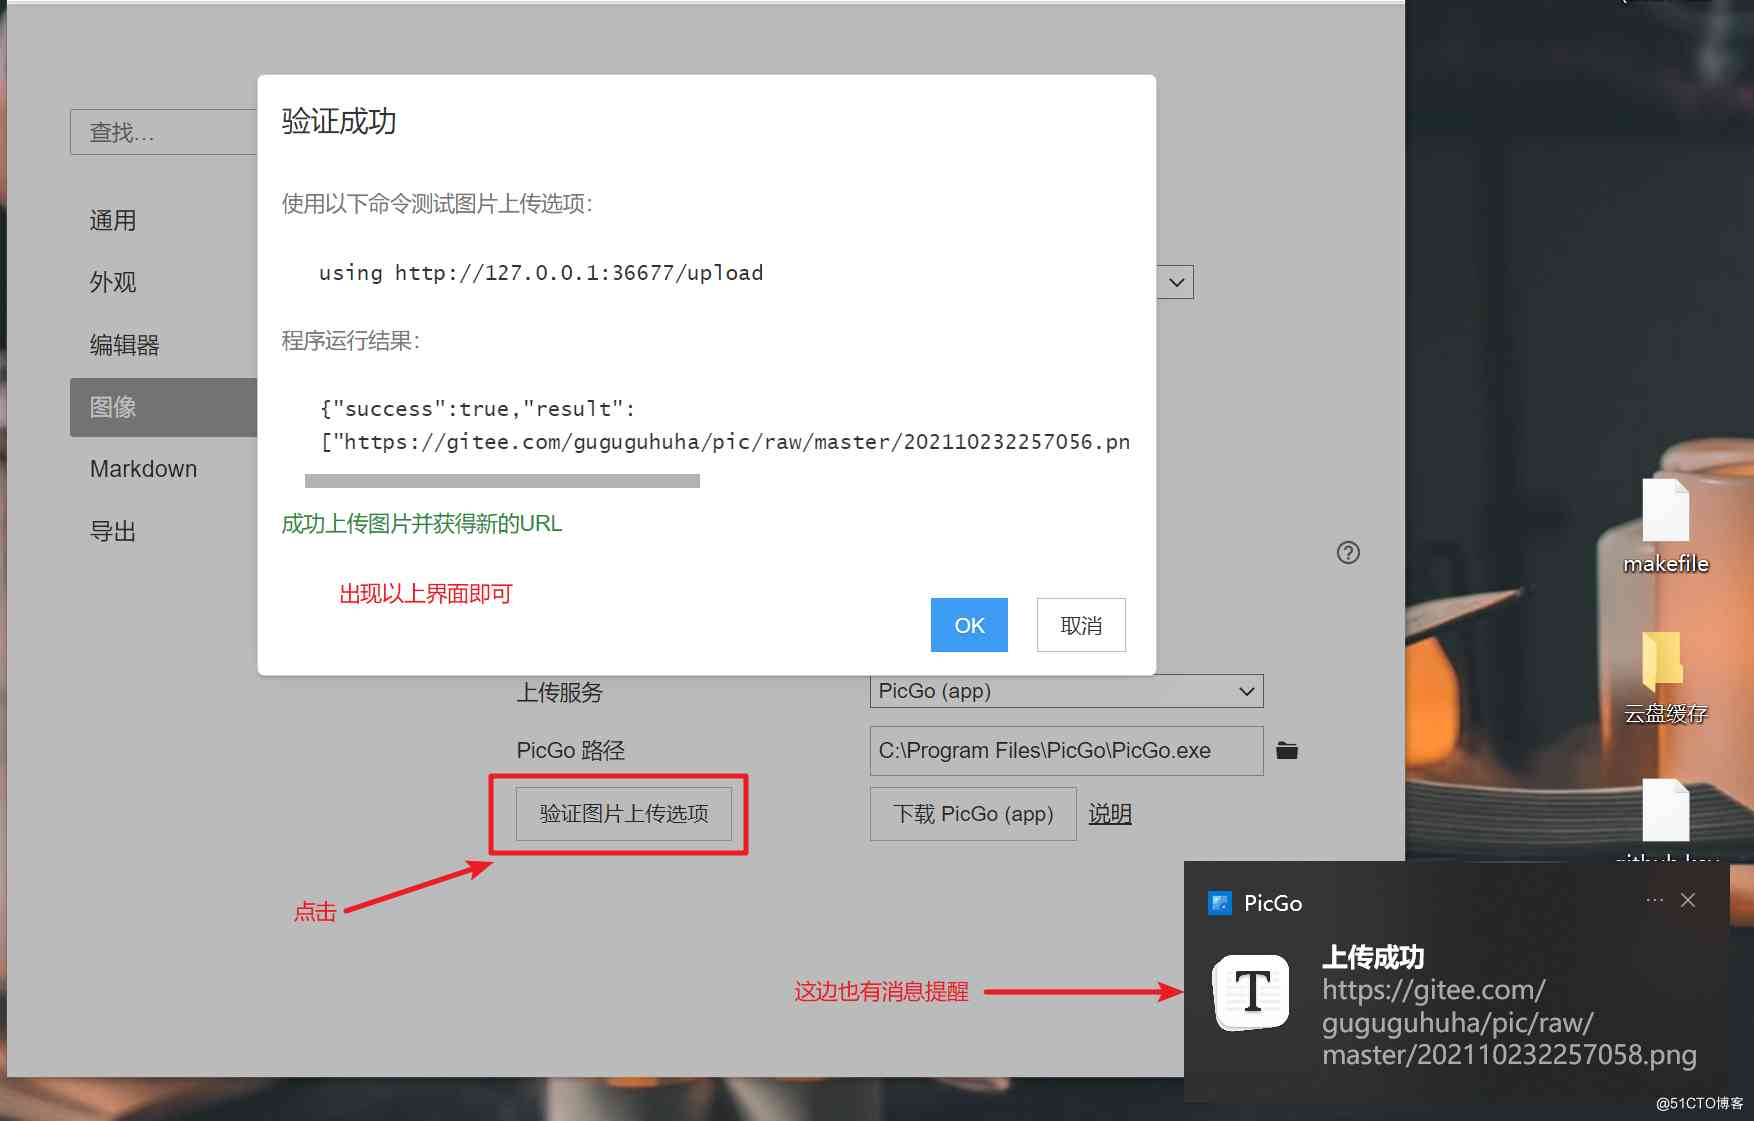 查找...
通用
外观
编辑器
图像
Markdown
导出
验证成功
使用以下命令测试图片上传选项：
using http://127.0.0.1:36677/upload
程序运行结果：
{"success":true,"result":
["https://gitee.com/guguguhuha/pic/raw/master/202110232257056.pn
成功上传图片并获得新的URL
出现以上界面即可
OK
取消
上传服务
PicGo (app)
PicGo 路径
C:\Program Files\PicGo\PicGo.exe
验证图片上传选项
下载 PicGo (app)
说明
点击
这边也有消息提醒
makefile
云盘缓存
PicGo
上传成功
https://gitee.com/
guguguhuha/pic/raw/
master/202110232257058.png
@51CTO博客